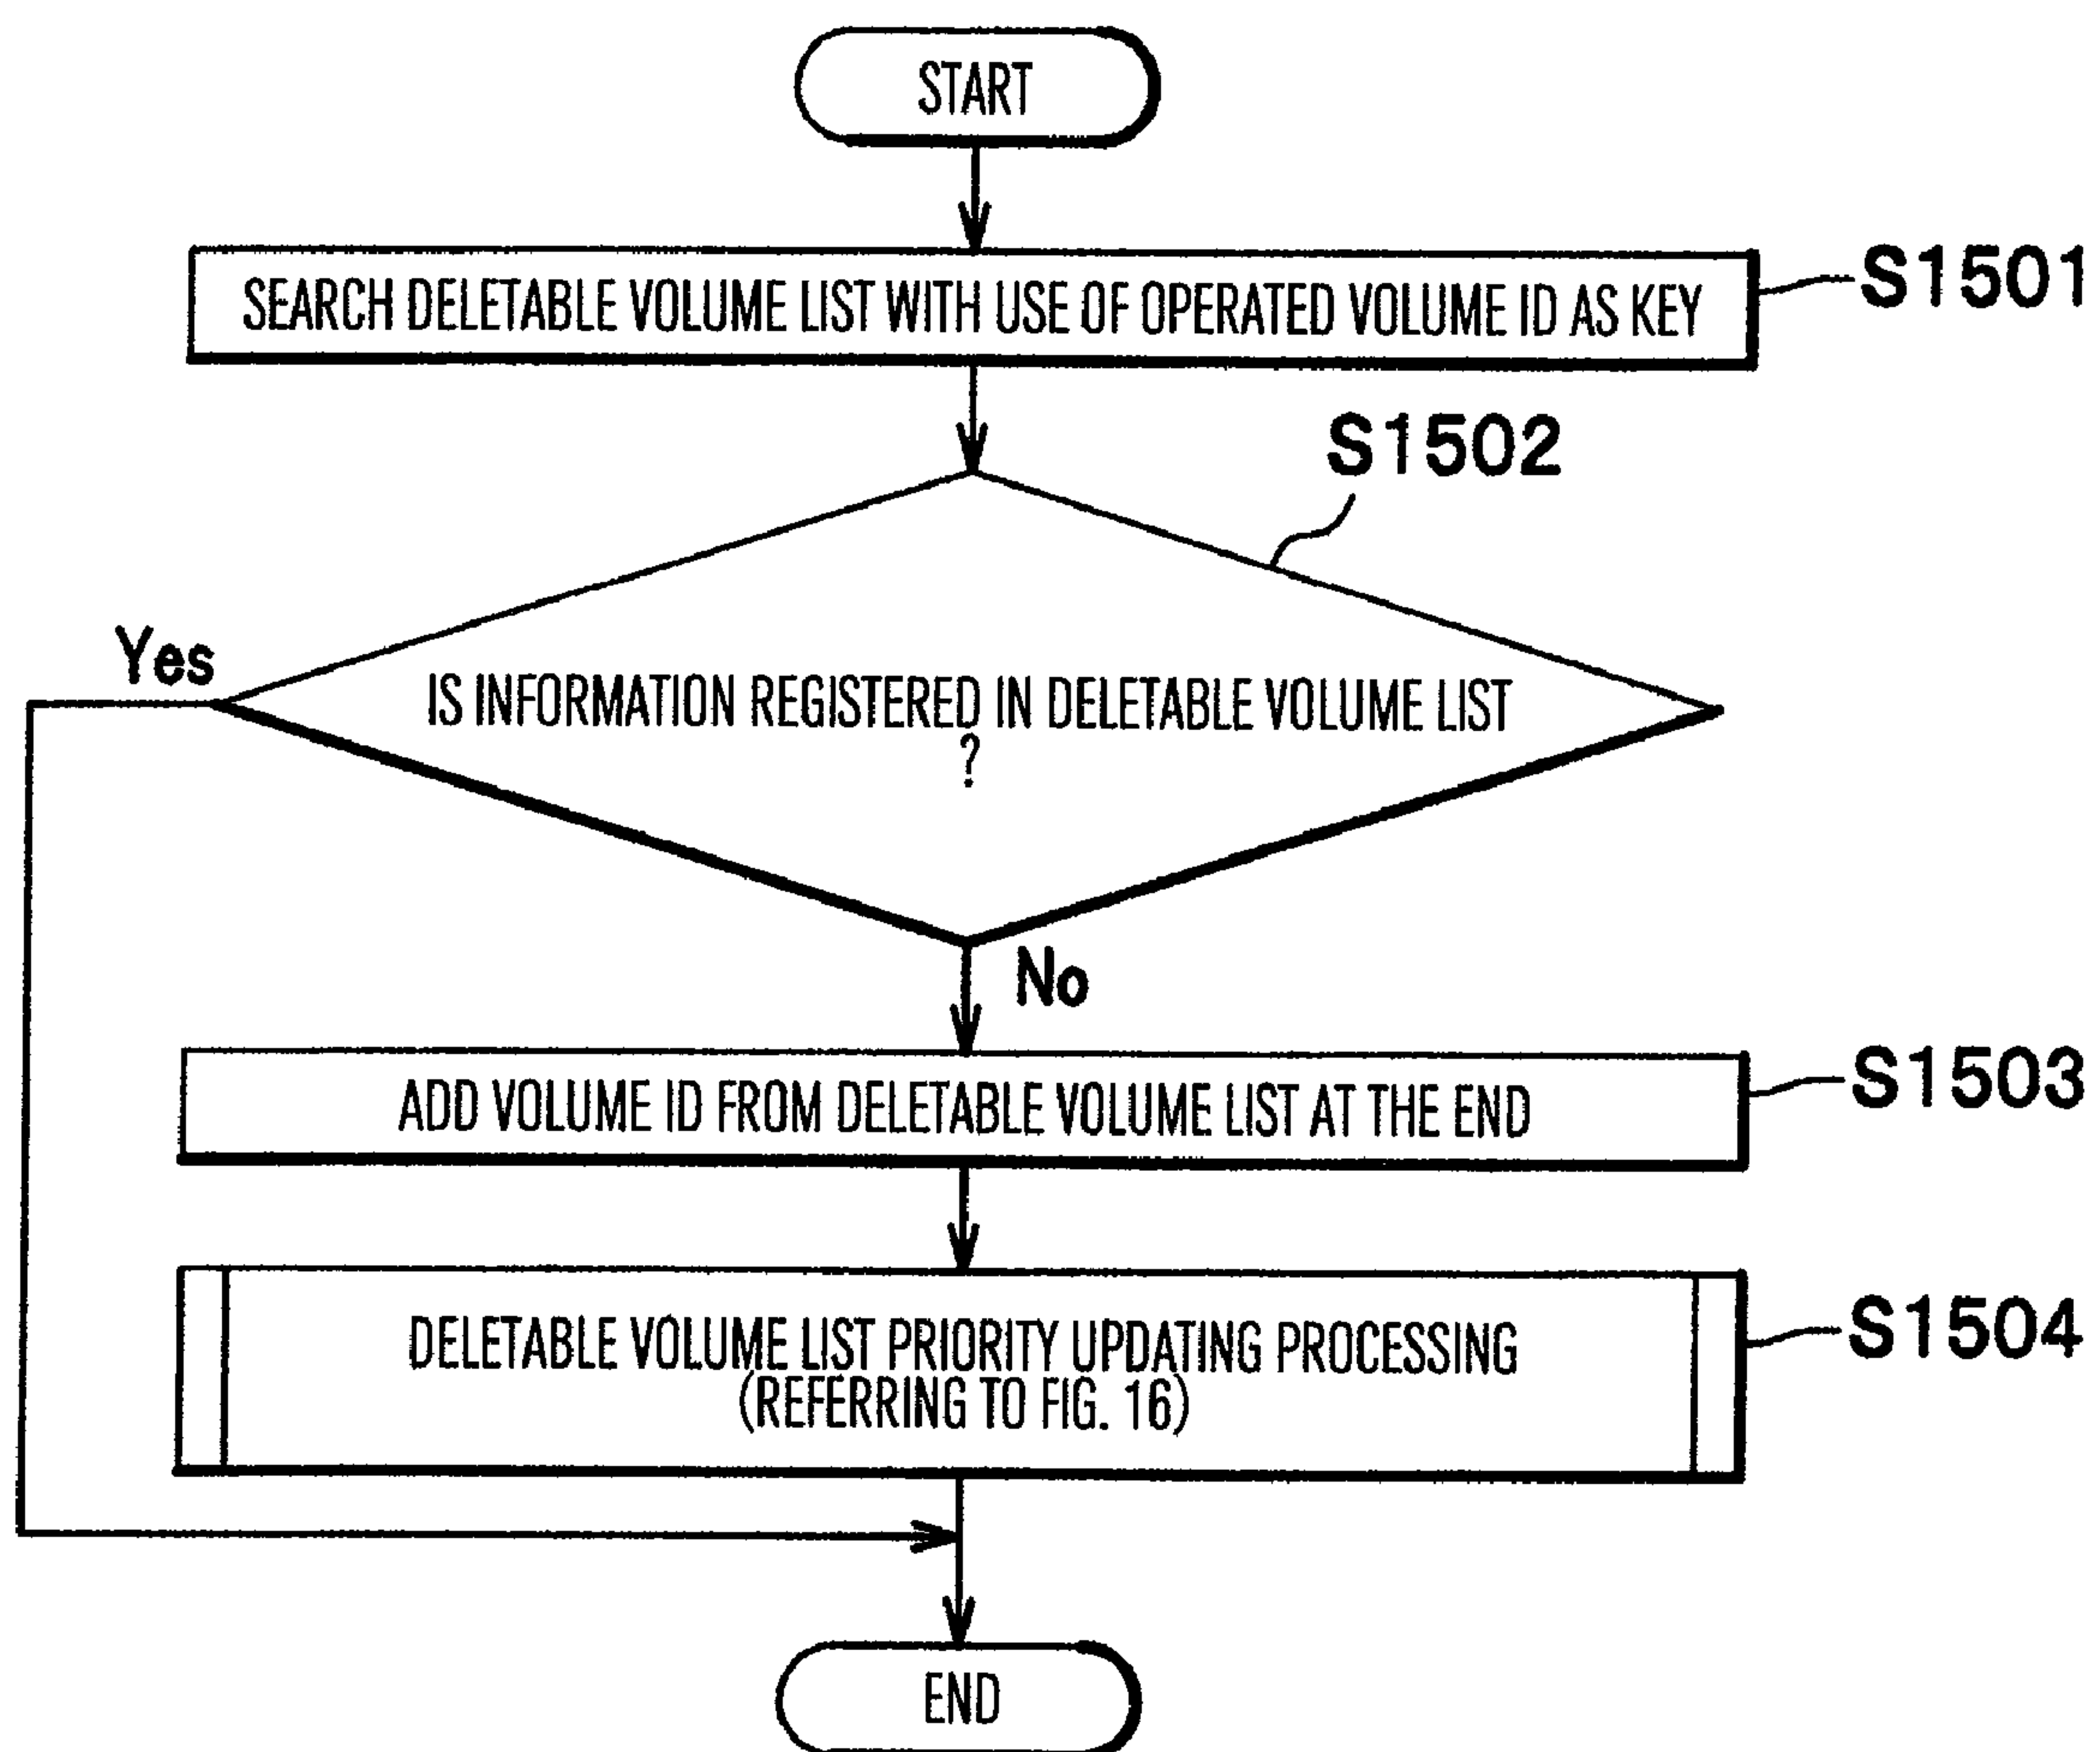 START
SEARCH DELETABLE VOLUME LIST WITH USE OF OPERATED VOLUME ID AS KEY
S1501
S1502
Yes
IS INFORMATION REGISTERED IN DELETABLE VOLUME LIST
?
No
ADD VOLUME ID FROM DELETABLE VOLUME LIST AT THE END
S1503
DELETABLE VOLUME LIST PRIORITY UPDATING PROCESSING
(REFERRING TO FIG. 16)
S1504
END